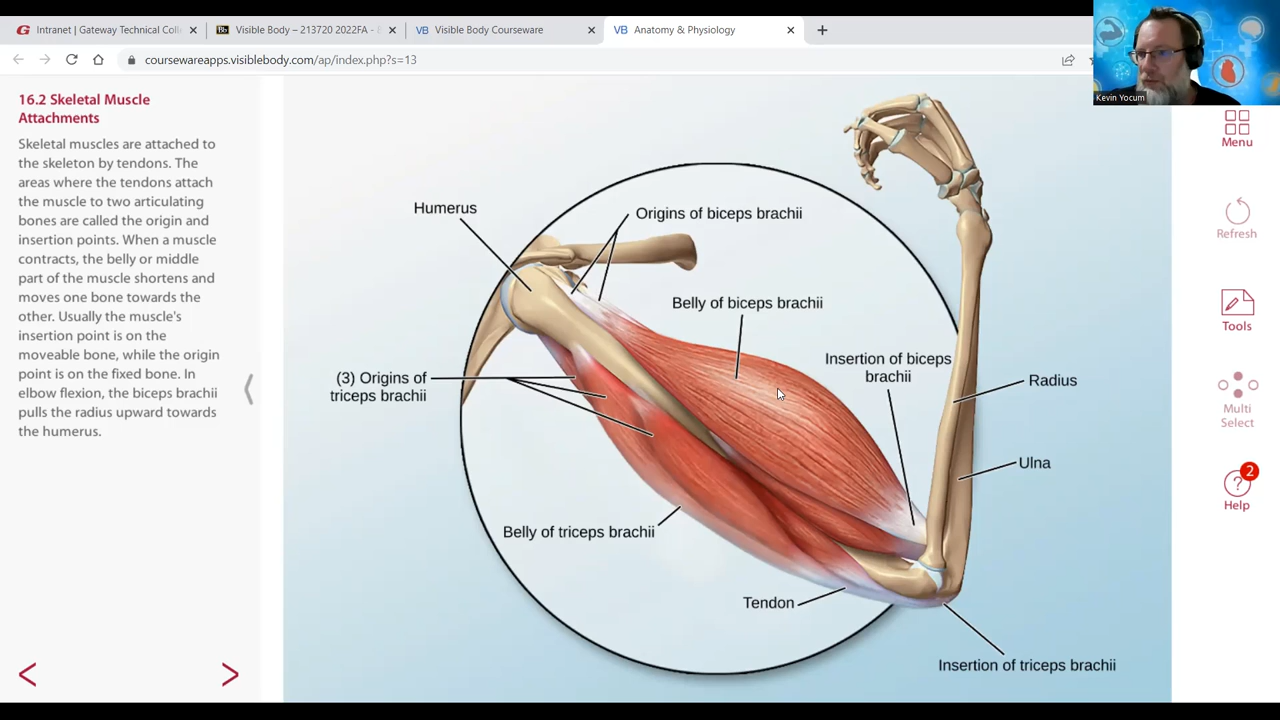 Intranet | Gateway Technical Coll
Bb
Visible Body – 213720 2022FA -
VB
Visible Body Courseware
VB
Anatomy & Physiology
coursewareapps.visiblebody.com/ap/index.php?s=13
Kevin Yocum
16.2 Skeletal Muscle
Attachments
Skeletal muscles are attached to
the skeleton by tendons. The
areas where the tendons attach
the muscle to two articulating
bones are called the origin and
insertion points. When a muscle
contracts, the belly or middle
part of the muscle shortens and
moves one bone towards the
other. Usually the muscle's
insertion point is on the
moveable bone, while the origin
point is on the fixed bone. In
elbow flexion, the biceps brachii
pulls the radius upward towards
the humerus.
Humerus
Origins of biceps brachii
Belly of biceps brachii
Insertion of biceps
brachii
(3) Origins of
triceps brachii
Radius
Ulna
Belly of triceps brachii
Tendon
Insertion of triceps brachii
Menu
Refresh
Tools
Multi
Select
2
?
Help